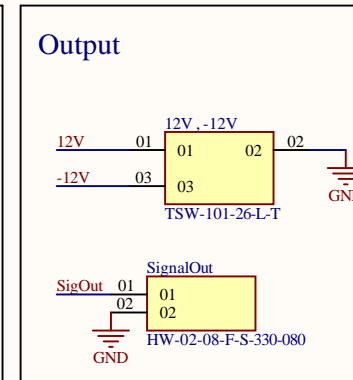 Output
12V , -12V
12V 01 01 02 02
-12V 03 03
GND
TSW-101-26-L-T
SignalOut
SigOut 01 01
02 02
GND
HW-02-08-F-S-330-080